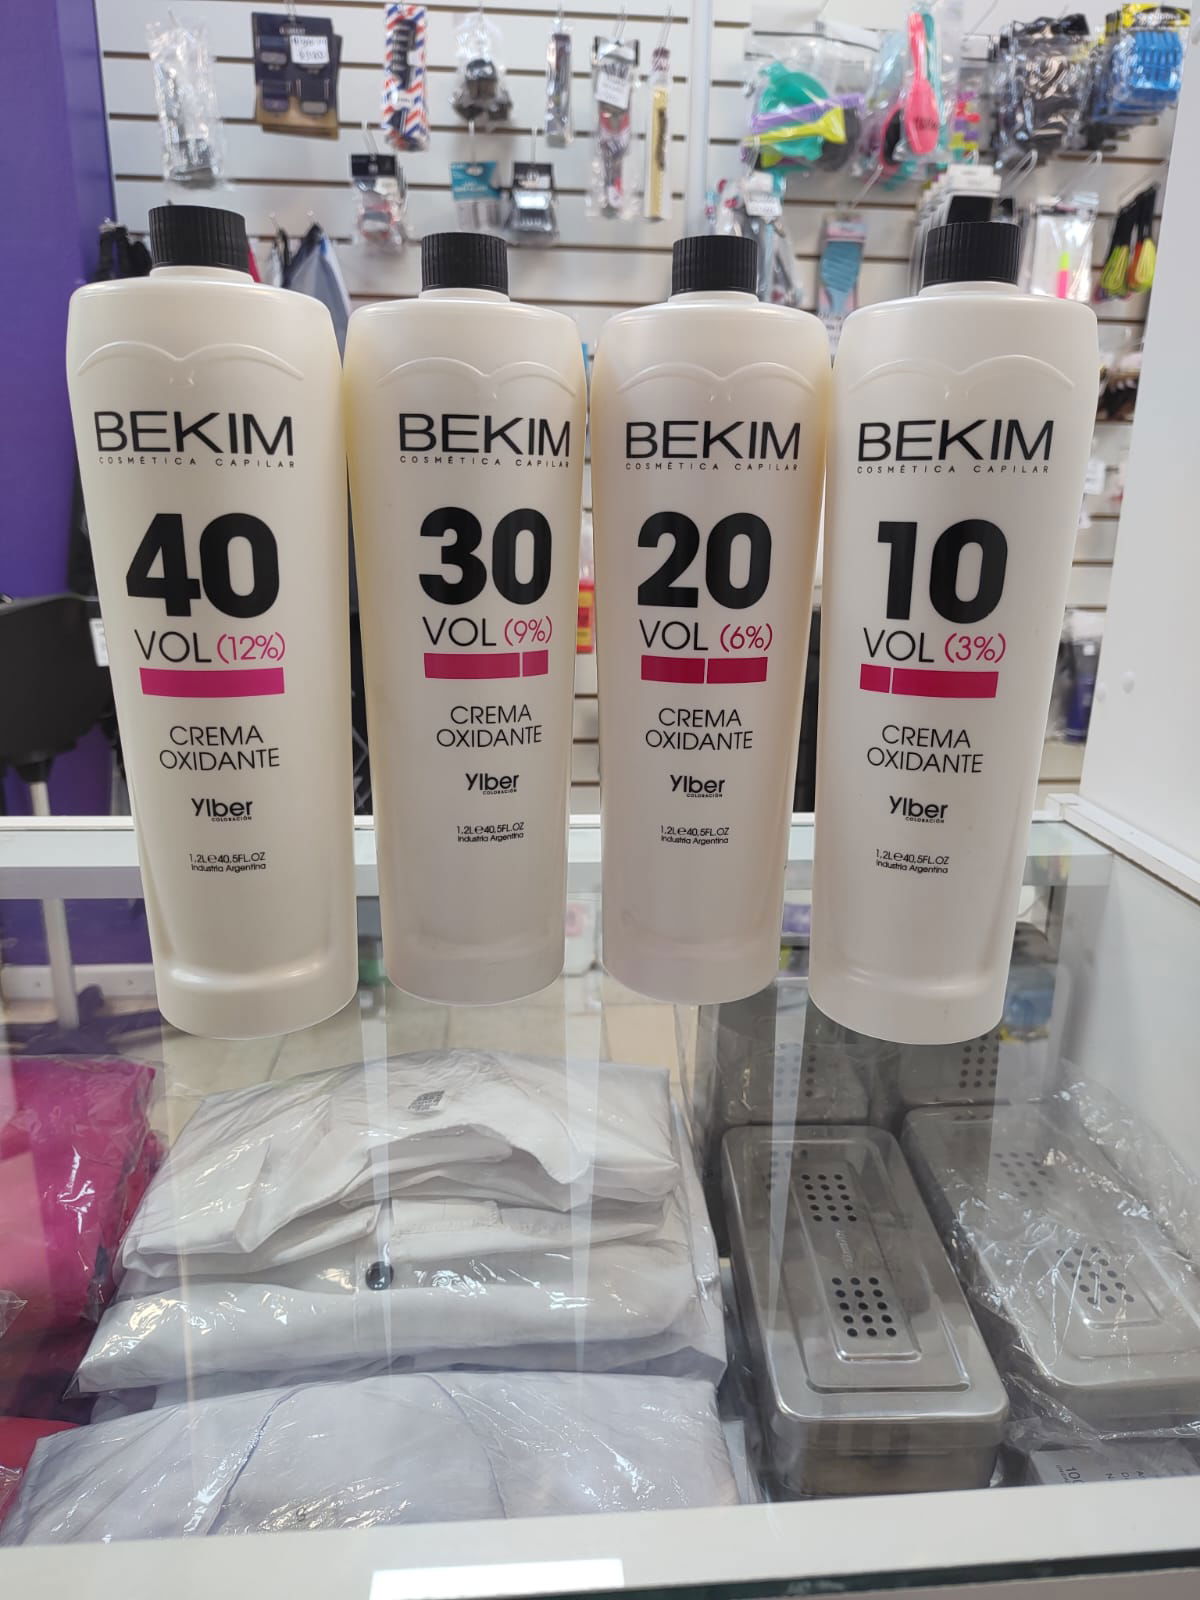 BEKIM
COSMÉTICA CAPILAR
40
VOL (12%)
CREMA
OXIDANTE
Ylber
COLORACIÓN
1,2L℮40,5FL.OZ
Industria Argentina
BEKIM
COSMÉTICA CAPILAR
30
VOL (9%)
CREMA
OXIDANTE
Ylber
COLORACIÓN
1,2L℮40,5FL.OZ
Industria Argentina
BEKIM
COSMÉTICA CAPILAR
20
VOL (6%)
CREMA
OXIDANTE
Ylber
COLORACIÓN
1,2L℮40,5FL.OZ
Industria Argentina
BEKIM
COSMÉTICA CAPILAR
10
VOL (3%)
CREMA
OXIDANTE
Ylber
COLORACIÓN
1,2L℮40,5FL.OZ
Industria Argentina